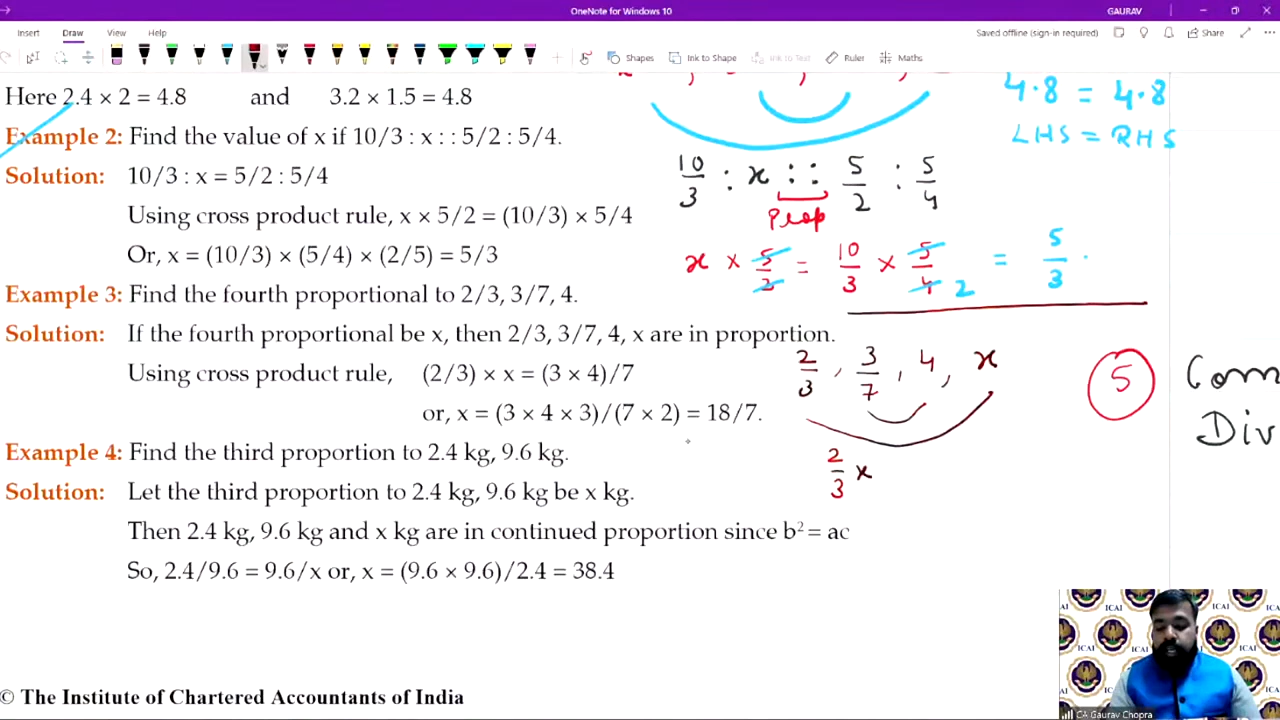 OneNote for Windows 10
GAURAV
Insert Draw View Help
Saved offline (sign in required)
Share
Shapes
Ink to Shape
Ink to Text
Ruler
Maths
Here 2.4 × 2 = 4.8 and 3.2 × 1.5 = 4.8
4.8 = 4.8
LHS = RHS
Example 2: Find the value of x if 10/3 : x : : 5/2 : 5/4.
Solution: 10/3 : x = 5/2 : 5/4
Using cross product rule, x × 5/2 = (10/3) × 5/4
Or, x = (10/3) × (5/4) × (2/5) = 5/3
10/3 : x :: 5/2 : 5/4
Prop
x × 5/2 = 10/3 × 5/4 2 = 5/3 .
Example 3: Find the fourth proportional to 2/3, 3/7, 4.
Solution: If the fourth proportional be x, then 2/3, 3/7, 4, x are in proportion.
Using cross product rule, (2/3) × x = (3 × 4)/7
or, x = (3 × 4 × 3)/(7 × 2) = 18/7.
2/3, 3/7, 4, x
2/3 x
5
Com
Div
Example 4: Find the third proportion to 2.4 kg, 9.6 kg.
Solution: Let the third proportion to 2.4 kg, 9.6 kg be x kg.
Then 2.4 kg, 9.6 kg and x kg are in continued proportion since b² = ac
So, 2.4/9.6 = 9.6/x or, x = (9.6 × 9.6)/2.4 = 38.4
© The Institute of Chartered Accountants of India
ICAI
CA Gaurav Chopra